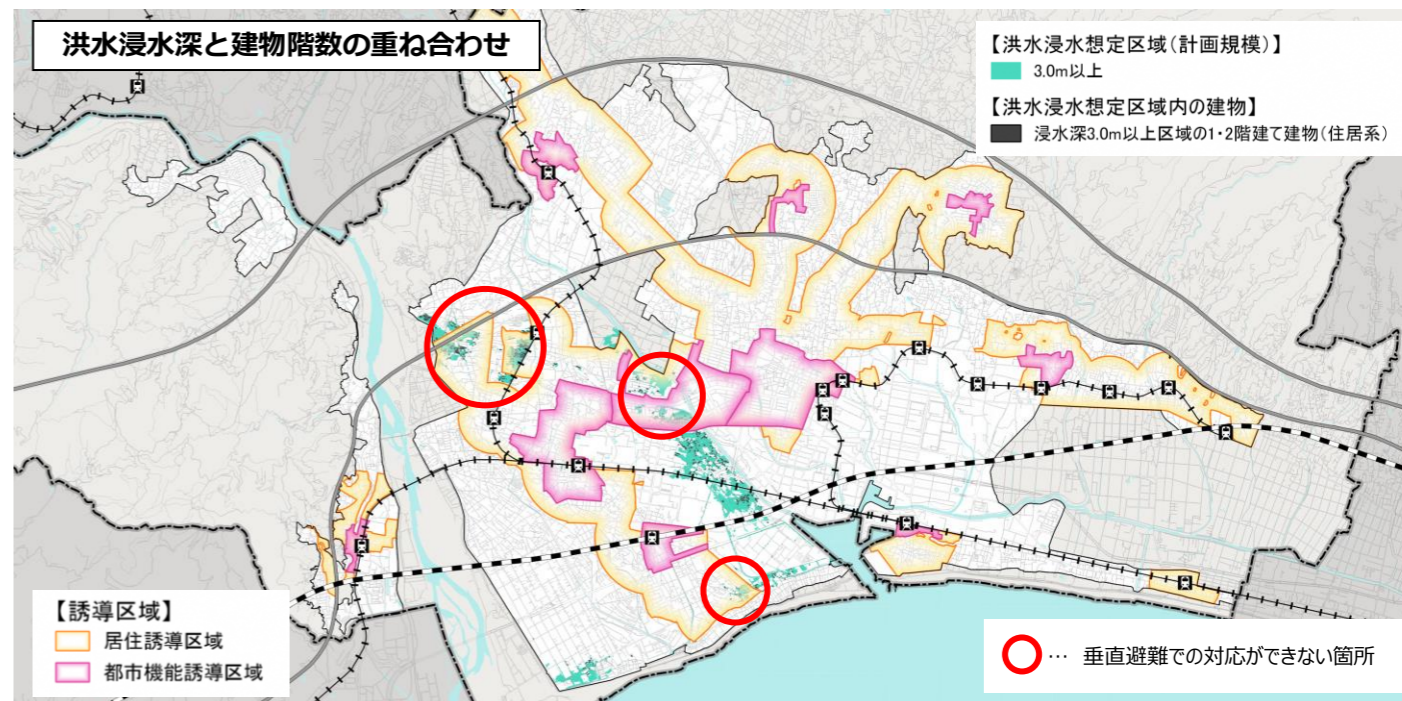 洪水浸水深と建物階数の重ね合わせ
【洪水浸水想定区域（計画規模）】
3.0m以上
【洪水浸水想定区域内の建物】
浸水深3.0m以上区域の1・2階建て建物（住居系）
【誘導区域】
居住誘導区域
都市機能誘導区域
… 垂直避難での対応ができない箇所